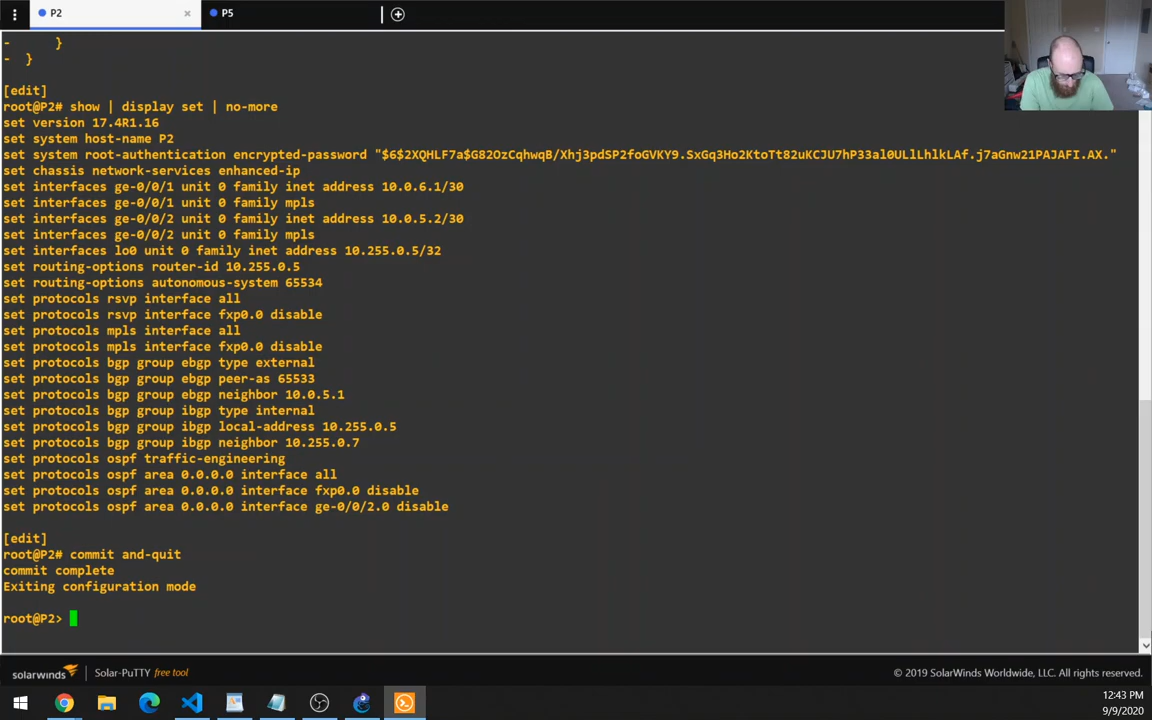 P2
P5
-     }
-  }
[edit]
root@P2# show | display set | no-more
set version 17.4R1.16
set system host-name P2
set system root-authentication encrypted-password "$6$2XQHLF7a$G82OzCqhwqB/Xhj3pdSP2foGVKY9.SxGq3Ho2KtoTt82uKCJU7hP33al0ULlLhlkLAf.j7aGnw21PAJAFI.AX."
set chassis network-services enhanced-ip
set interfaces ge-0/0/1 unit 0 family inet address 10.0.6.1/30
set interfaces ge-0/0/1 unit 0 family mpls
set interfaces ge-0/0/2 unit 0 family inet address 10.0.5.2/30
set interfaces ge-0/0/2 unit 0 family mpls
set interfaces lo0 unit 0 family inet address 10.255.0.5/32
set routing-options router-id 10.255.0.5
set routing-options autonomous-system 65534
set protocols rsvp interface all
set protocols rsvp interface fxp0.0 disable
set protocols mpls interface all
set protocols mpls interface fxp0.0 disable
set protocols bgp group ebgp type external
set protocols bgp group ebgp peer-as 65533
set protocols bgp group ebgp neighbor 10.0.5.1
set protocols bgp group ibgp type internal
set protocols bgp group ibgp local-address 10.255.0.5
set protocols bgp group ibgp neighbor 10.255.0.7
set protocols ospf traffic-engineering
set protocols ospf area 0.0.0.0 interface all
set protocols ospf area 0.0.0.0 interface fxp0.0 disable
set protocols ospf area 0.0.0.0 interface ge-0/0/2.0 disable
[edit]
root@P2# commit and-quit
commit complete
Exiting configuration mode
root@P2>
solarwinds | Solar-PuTTY free tool
© 2019 SolarWinds Worldwide, LLC. All rights reserved.
12:43 PM
9/9/2020